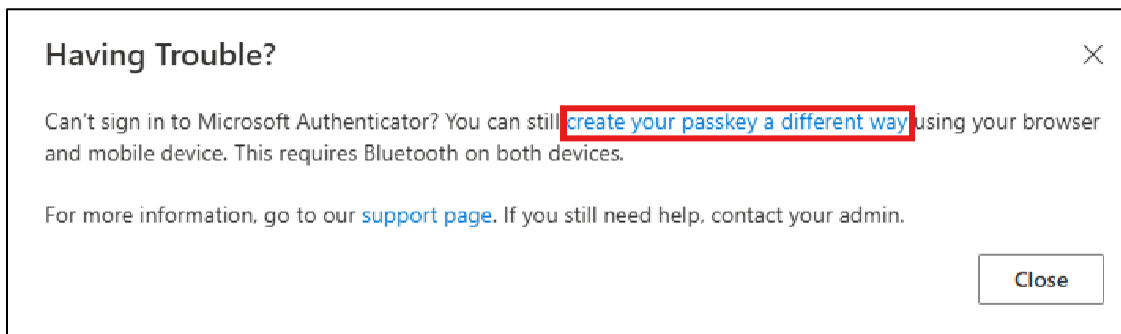 Having Trouble?
Can't sign in to Microsoft Authenticator? You can still create your passkey a different way using your browser
and mobile device. This requires Bluetooth on both devices.
For more information, go to our support page. If you still need help, contact your admin.
Close